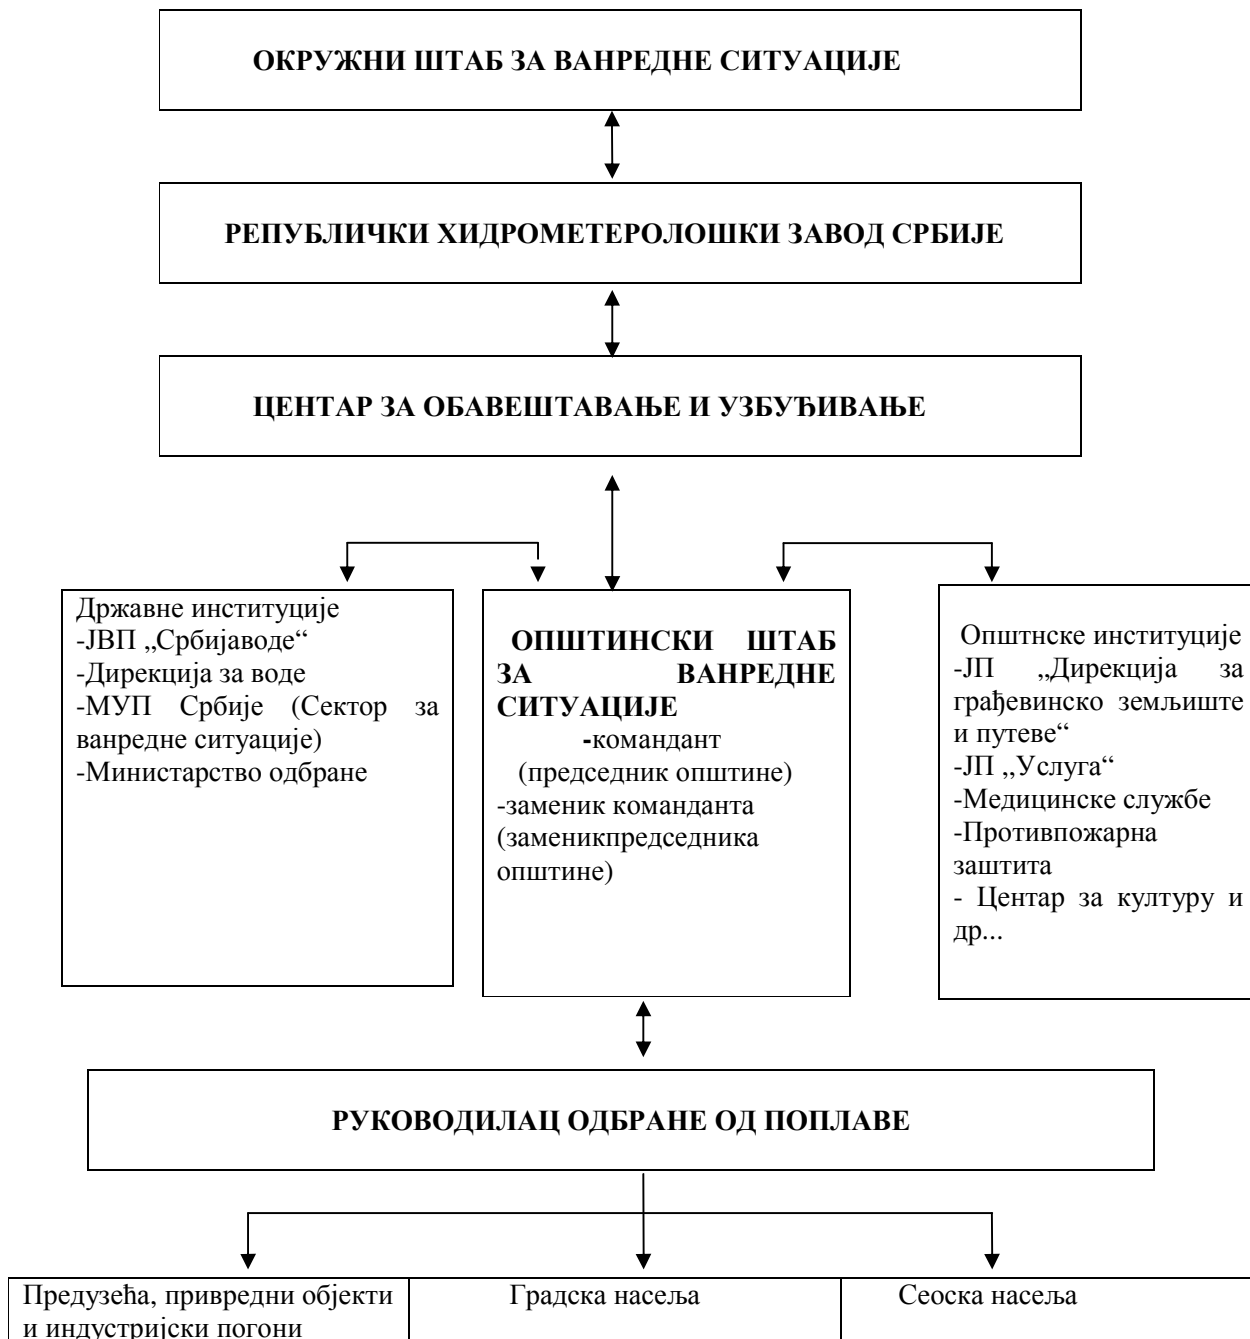 ОКРУЖНИ ШТАБ ЗА ВАНРЕДНЕ СИТУАЦИЈЕ
РЕПУБЛИЧКИ ХИДРОМЕТЕРОЛОШКИ ЗАВОД СРБИЈЕ
ЦЕНТАР ЗА ОБАВЕШТАВАЊЕ И УЗБУЂИВАЊЕ
Државне институције
-ЈВП „Србијаводе“
-Дирекција за воде
-МУП Србије (Сектор за
ванредне ситуације)
-Министарство одбране
ОПШТИНСКИ ШТАБ
ЗА ВАНРЕДНЕ
СИТУАЦИЈЕ
-командант
(председник општине)
-заменик команданта
(заменикпредседника
општине)
Општнске институције
-ЈП „Дирекција за
грађевинско земљиште
и путеве“
-ЈП „Услуга“
-Медицинске службе
-Противпожарна
заштита
- Центар за културу и
др...
РУКОВОДИЛАЦ ОДБРАНЕ ОД ПОПЛАВЕ
Предузећа, привредни објекти
и индустријски погони
Градска насеља
Сеоска насеља